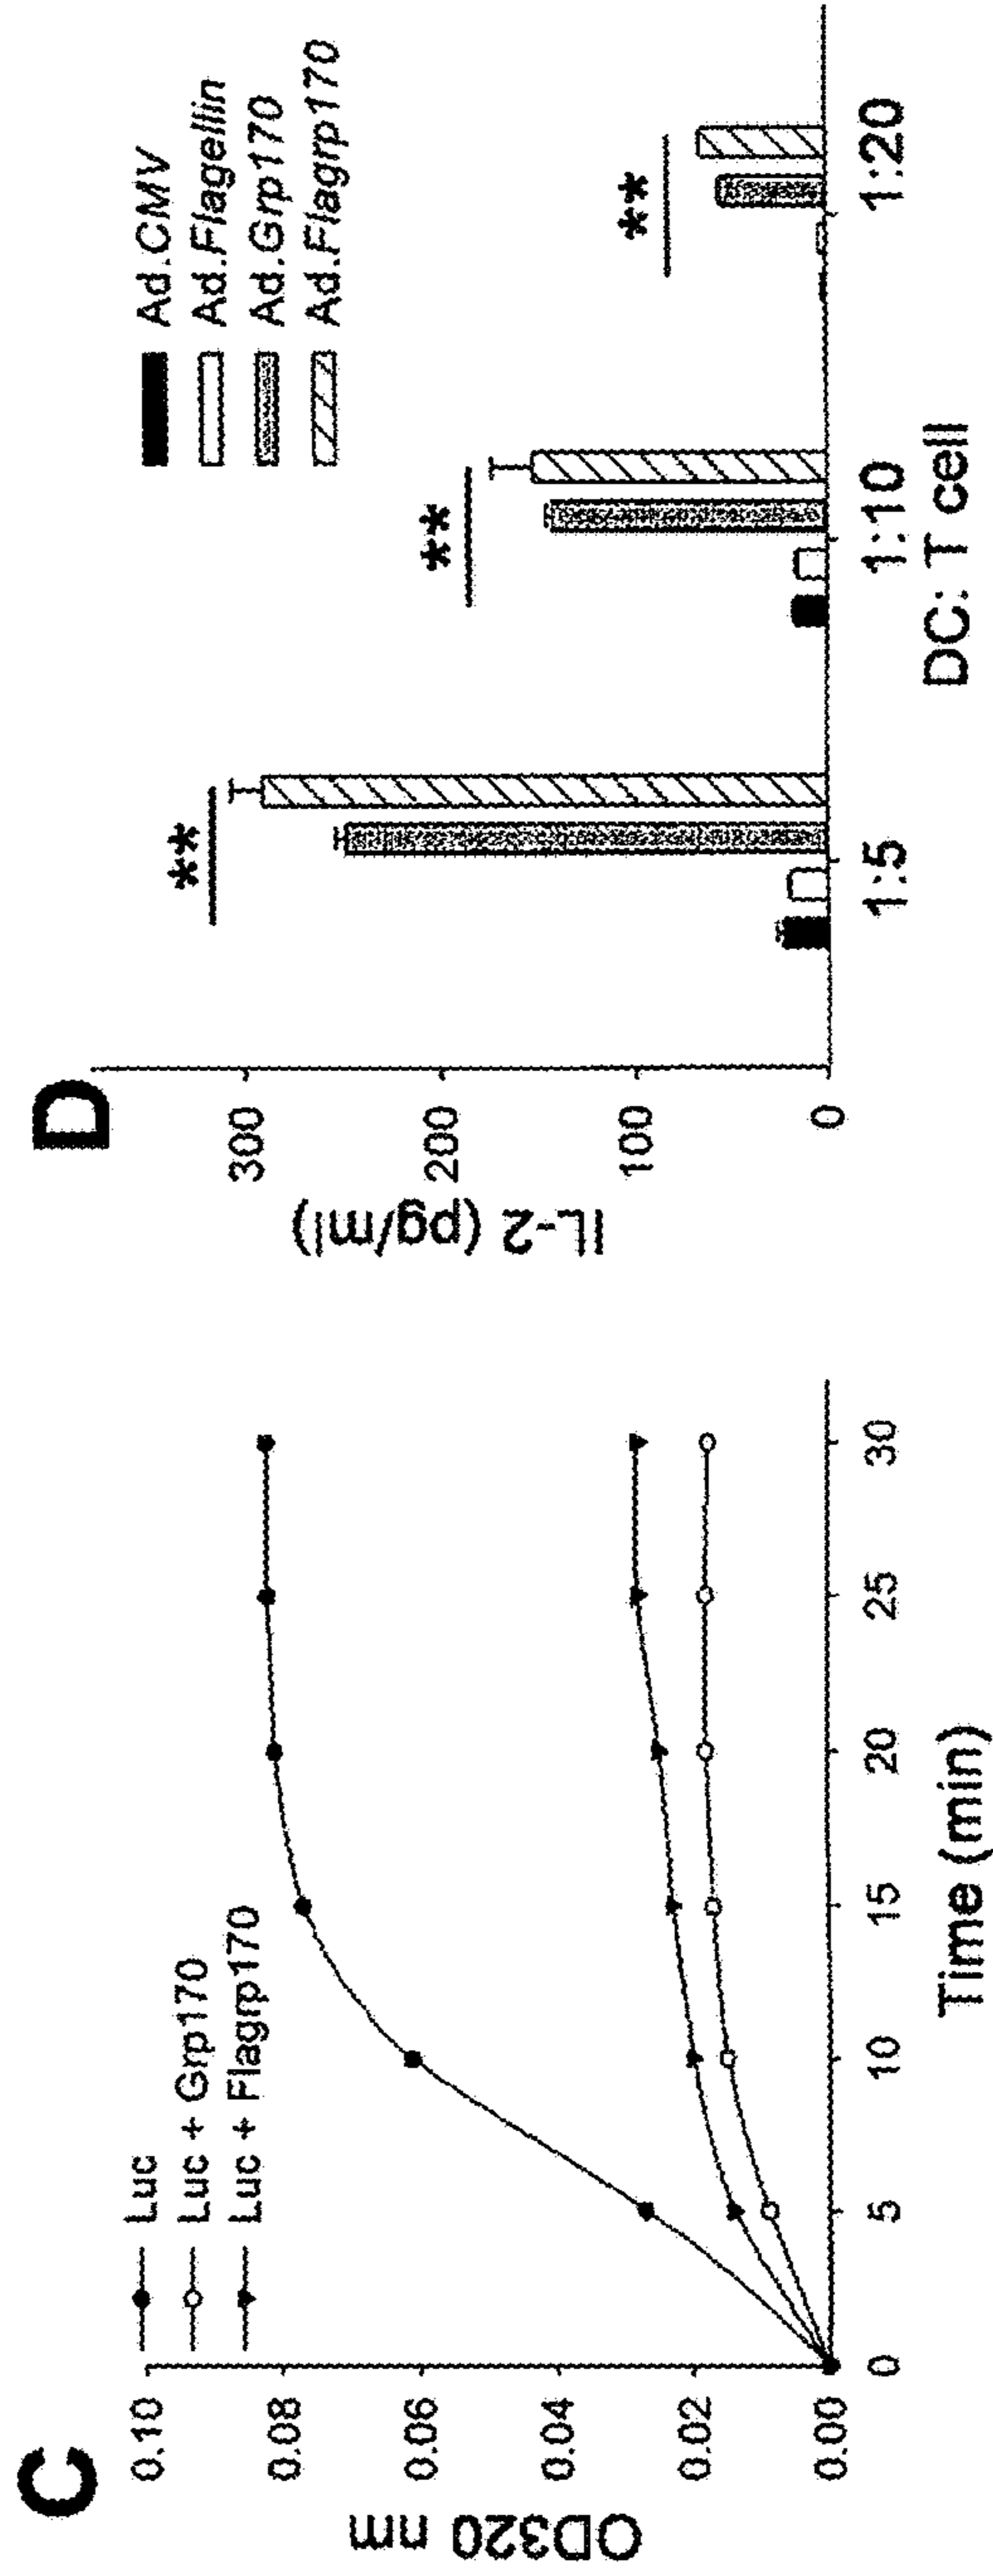 C
OD320 nm
0.10
0.08
0.06
0.04
0.02
0.00
Luc
Luc + Grp170
Luc + Flagrp170
0 5 10 15 20 25 30
Time (min)
D
IL-2 (pg/ml)
300
200
100
0
Ad.CMV
Ad.Flagellin
Ad.Grp170
Ad.Flagrp170
**
**
**
1:5 1:10 1:20
DC: T cell